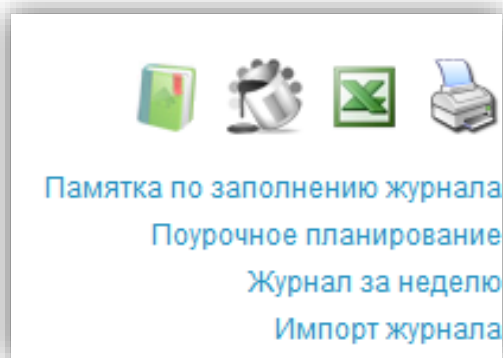 Памятка по заполнению журнала
Поурочное планирование
Журнал за неделю
Импорт журнала